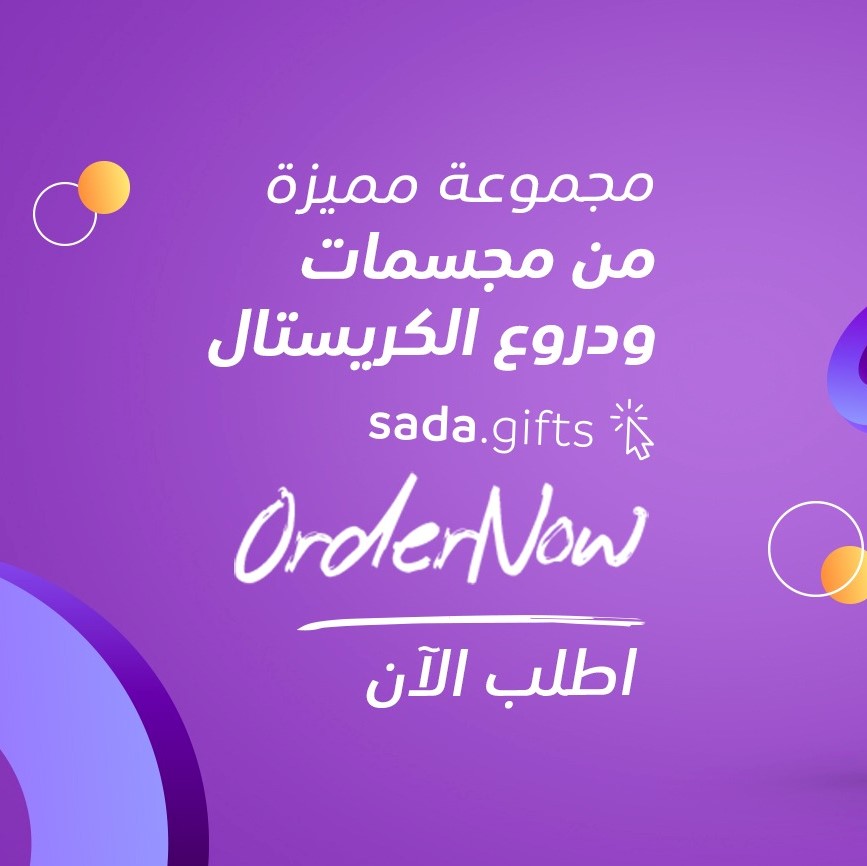 مجموعة مميزة
من مجسمات
ودروع الكريستال
sada.gifts
OrderNow
اطلب الآن